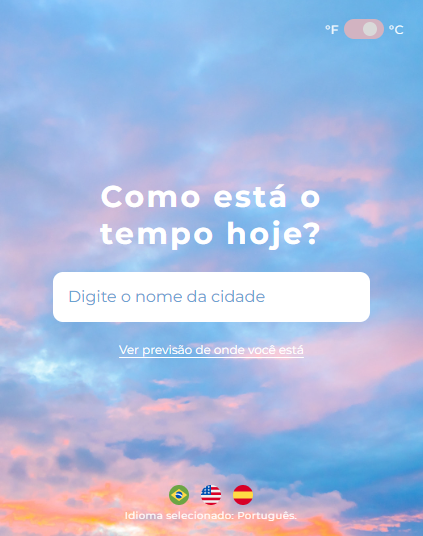 °F °C
Como está o
tempo hoje?
Digite o nome da cidade
Ver previsão de onde você está
Idioma selecionado: Português.